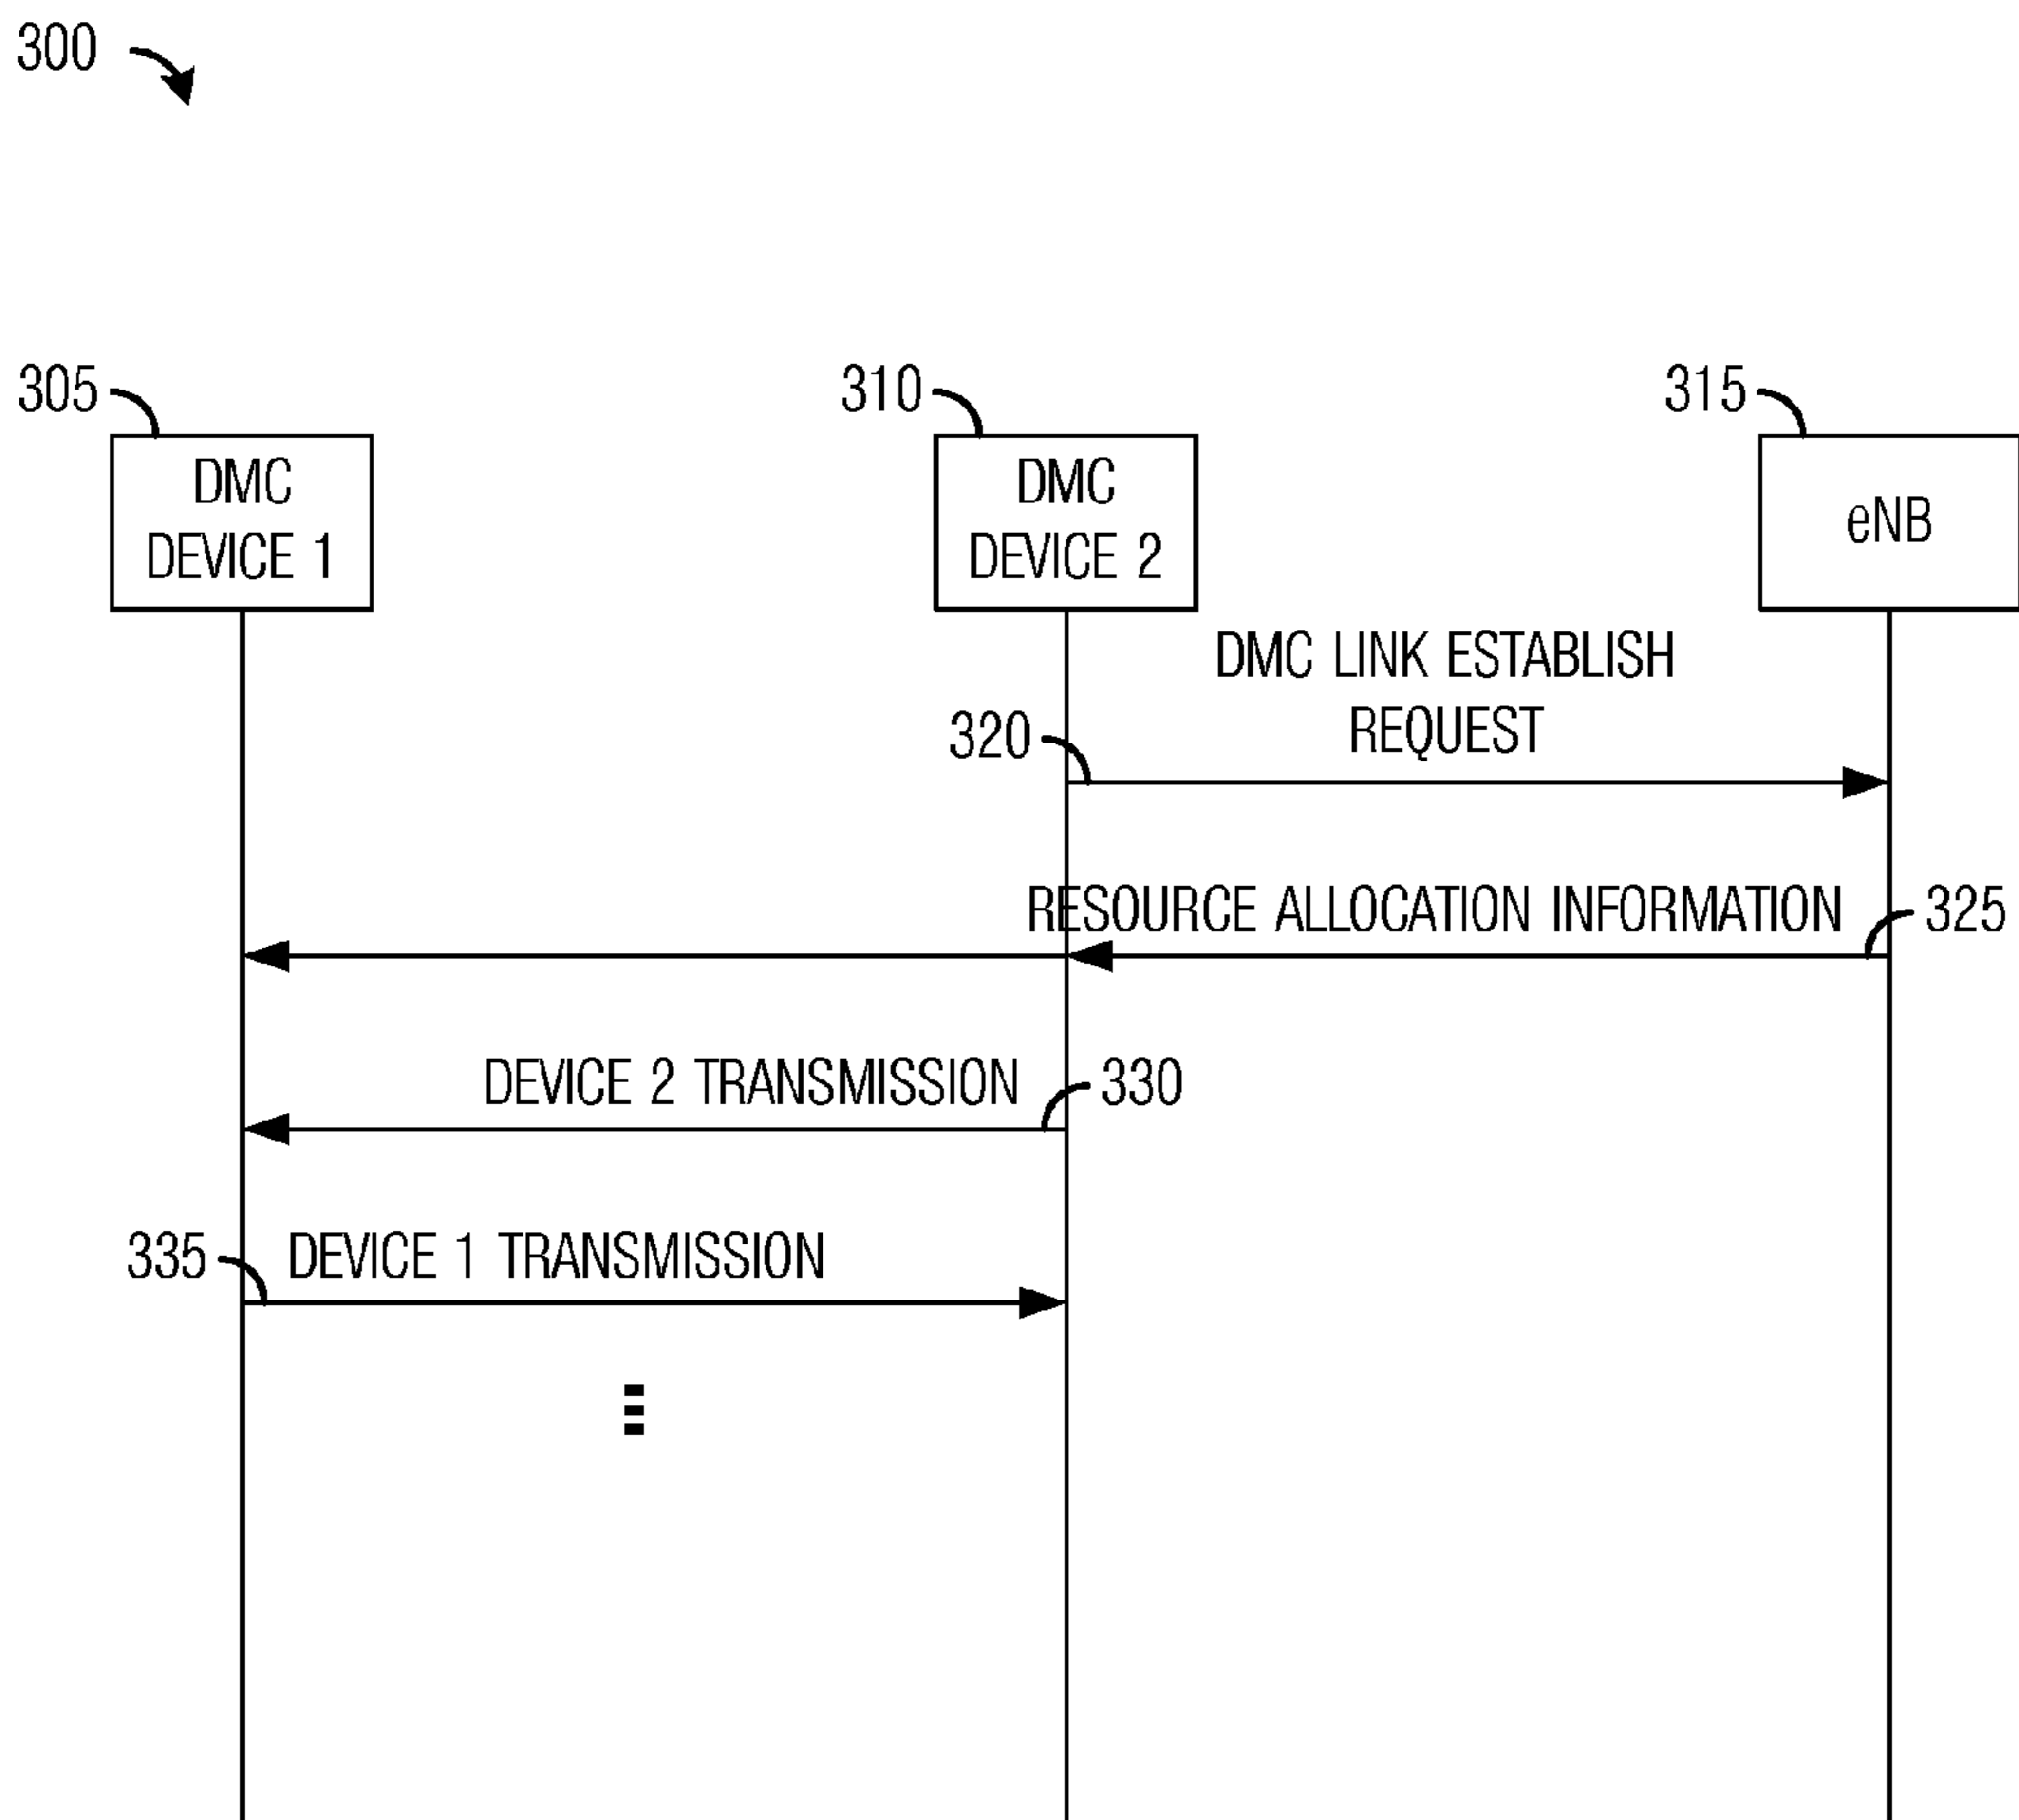 300
305
310
315
DMC
DEVICE 1
DMC
DEVICE 2
eNB
DMC LINK ESTABLISH
REQUEST
320
RESOURCE ALLOCATION INFORMATION
325
DEVICE 2 TRANSMISSION
330
335
DEVICE 1 TRANSMISSION